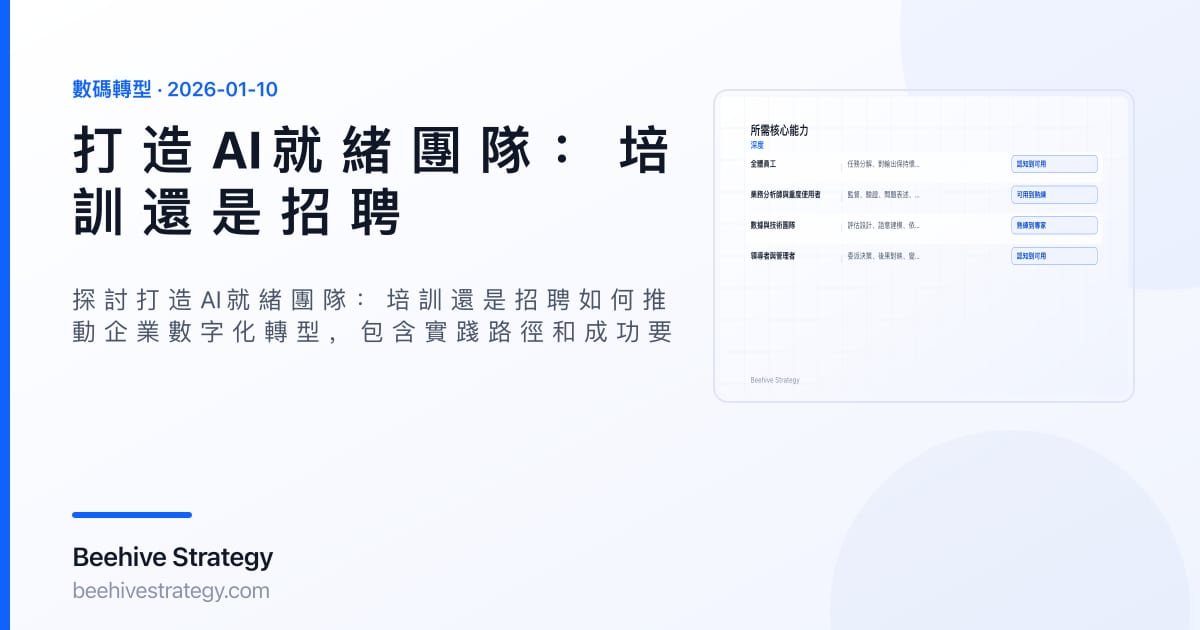 數碼轉型 · 2026-01-10
打造 AI就緒團隊： 培
訓還是招聘
探討打造AI就緒團隊： 培訓還是招聘如何推
動企業數字化轉型，包含實踐路徑和成功要
Beehive Strategy
beehivestrategy.com
所需核心能力
深度
全體員工 任務分解、對輸出保持懷... 認知到可用
業務分析師與重度使用者 監督、驗證、問題表述、... 可用到熟練
數據與技術團隊 評估設計、語意建模、依... 熟練到專家
領導者與管理者 委派決策、後果對映、變... 認知到可用
Beehive Strategy